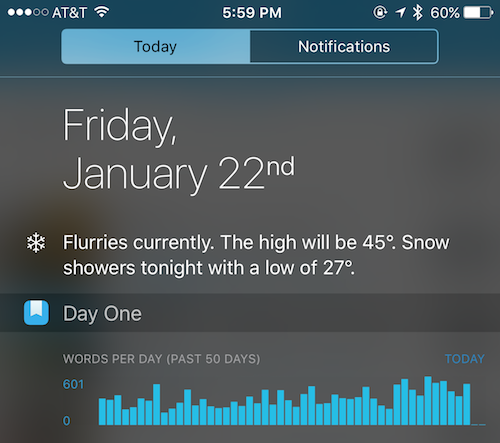 AT&T 5:59 PM 60%
Today Notifications
Friday,
January 22nd
Flurries currently. The high will be 45°. Snow
showers tonight with a low of 27°.
Day One
WORDS PER DAY (PAST 50 DAYS) TODAY
601
0